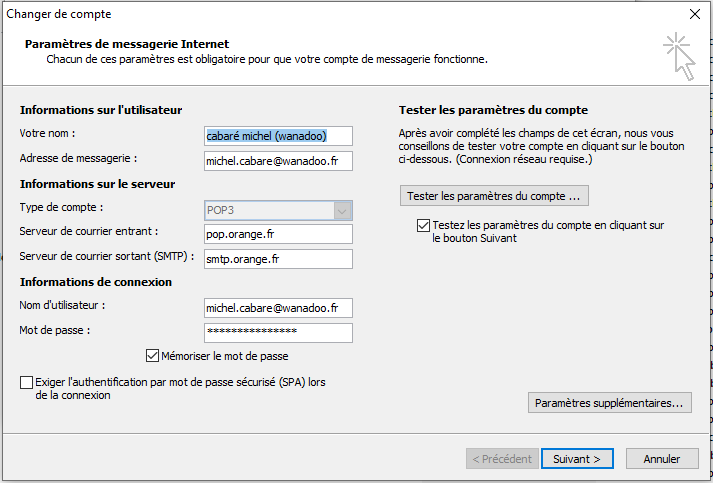 Changer de compte
Paramètres de messagerie Internet
Chacun de ces paramètres est obligatoire pour que votre compte de messagerie fonctionne.
Informations sur l'utilisateur
Votre nom :
cabaré michel (wanadoo)
Adresse de messagerie :
michel.cabare@wanadoo.fr
Informations sur le serveur
Type de compte :
POP3
Serveur de courrier entrant :
pop.orange.fr
Serveur de courrier sortant (SMTP) :
smtp.orange.fr
Informations de connexion
Nom d'utilisateur :
michel.cabare@wanadoo.fr
Mot de passe :
***************
Mémoriser le mot de passe
Exiger l'authentification par mot de passe sécurisé (SPA) lors
de la connexion
Tester les paramètres du compte
Après avoir complété les champs de cet écran, nous vous
conseillons de tester votre compte en cliquant sur le bouton
ci-dessous. (Connexion réseau requise.)
Tester les paramètres du compte ...
Testez les paramètres du compte en cliquant sur
le bouton Suivant
Paramètres supplémentaires...
< Précédent
Suivant >
Annuler